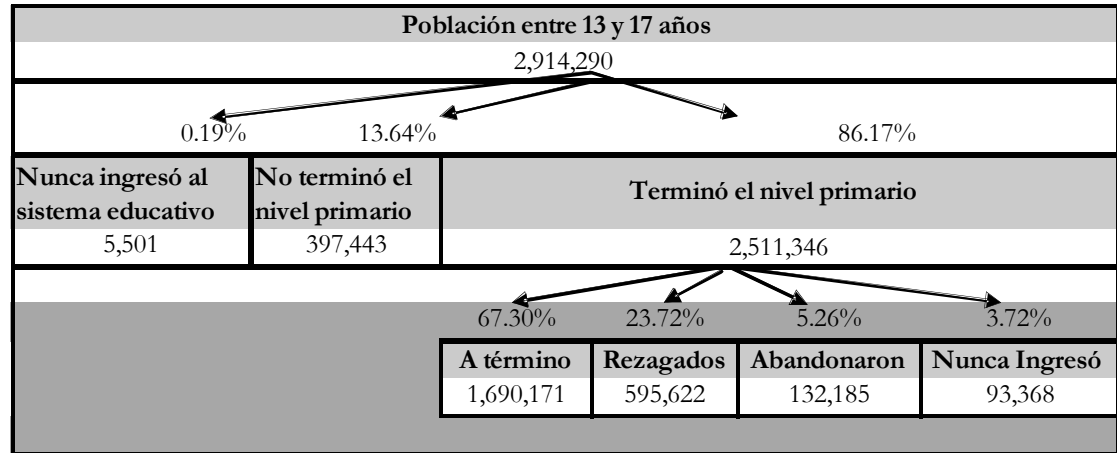 Población entre 13 y 17 años
2,914,290
0.19% 13.64% 86.17%
Nunca ingresó al
sistema educativo
No terminó el
nivel primario
Terminó el nivel primario
5,501 397,443 2,511,346
67.30% 23.72% 5.26% 3.72%
A término Rezagados Abandonaron Nunca Ingresó
1,690,171 595,622 132,185 93,368